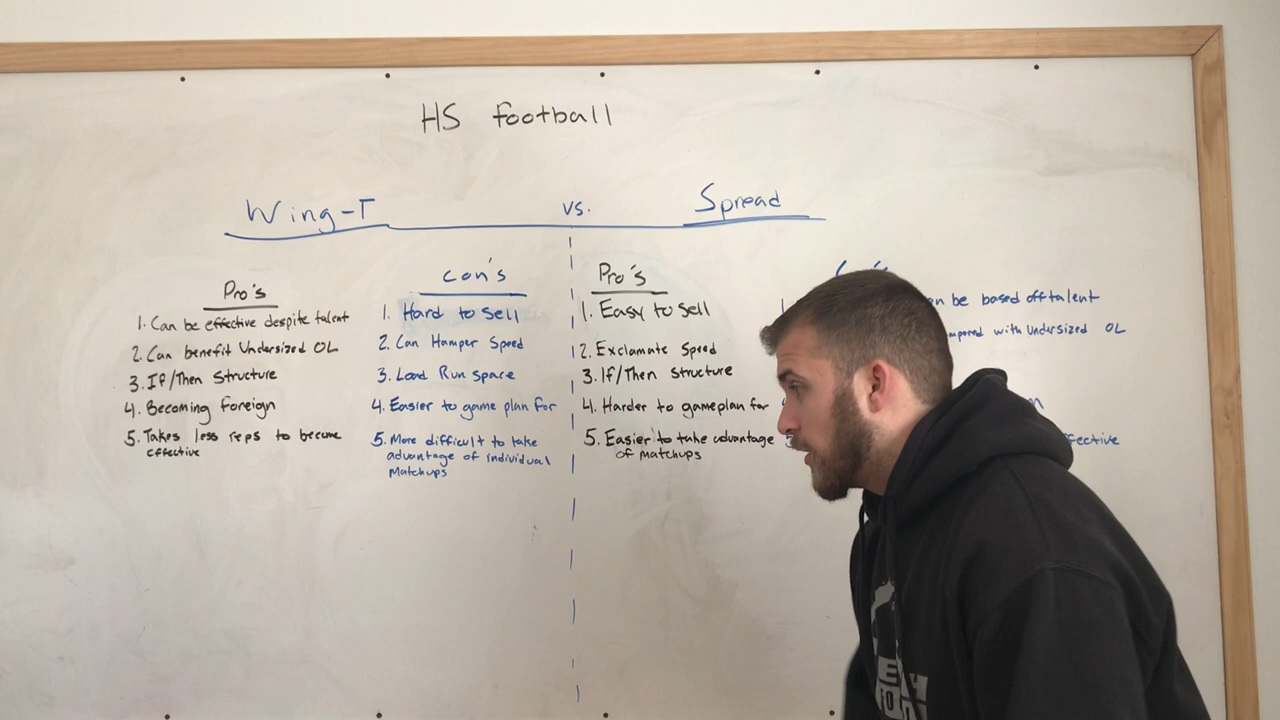 HS football
Wing-T vs. Spread
Pro's
1. Can be effective despite talent
2. Can benefit Undersized OL
3. If/Then Structure
4. Becoming Foreign
5. Takes less reps to become
effective
Con's
1. Hard to Sell
2. Can Hamper Speed
3. Load Run Space
4. Easier to game plan for
5. More difficult to take
advantage of individual
Matchups
Pro's
1. Easy to Sell
2. Exclamate Speed
3. If/Then Structure
4. Harder to gameplan for
5. Easier to take advantage
of matchups
be based off talent
with Undersized OL